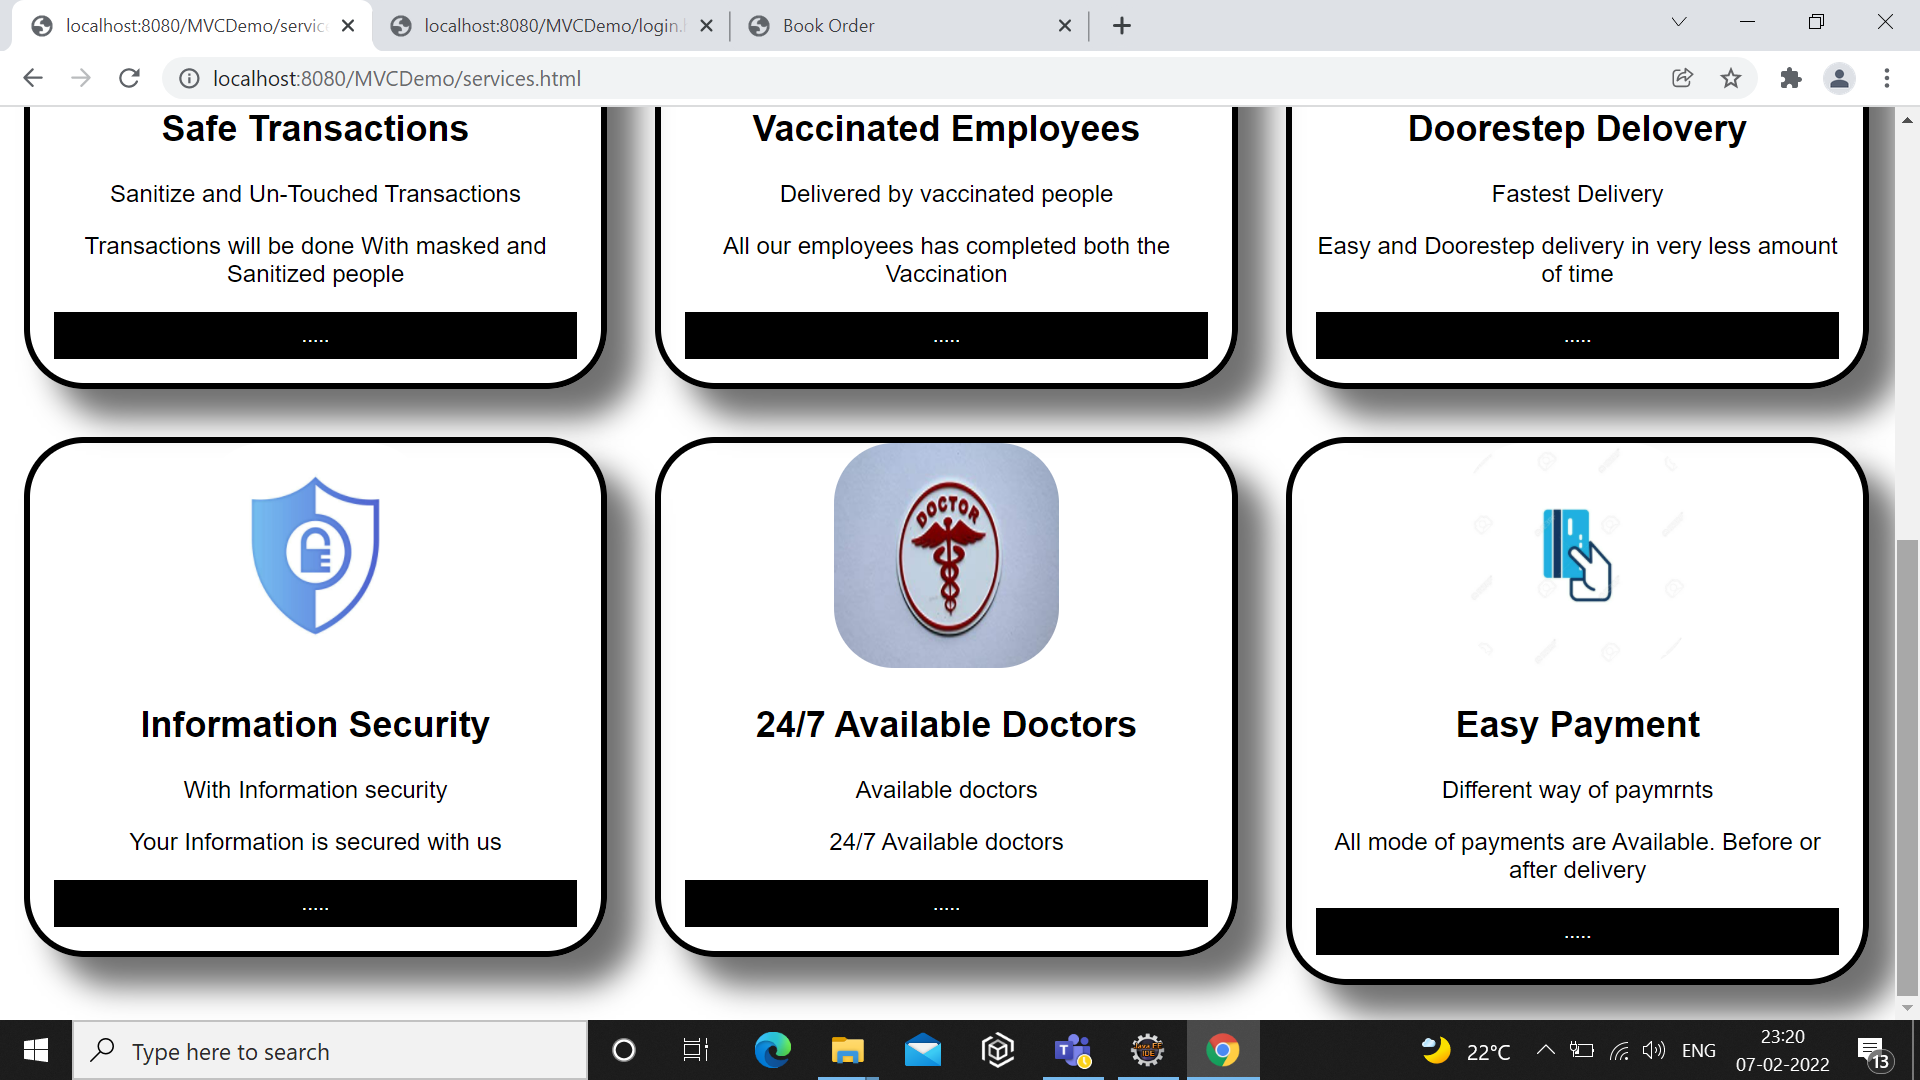 localhost:8080/MVCDemo/servic
localhost:8080/MVCDemo/login.
Book Order
localhost:8080/MVCDemo/services.html
Safe Transactions
Sanitize and Un-Touched Transactions
Transactions will be done With masked and
Sanitized people
.....
Vaccinated Employees
Delivered by vaccinated people
All our employees has completed both the
Vaccination
.....
Doorestep Delovery
Fastest Delivery
Easy and Doorestep delivery in very less amount
of time
.....
Information Security
With Information security
Your Information is secured with us
.....
DOCTOR
24/7 Available Doctors
Available doctors
24/7 Available doctors
.....
Easy Payment
Different way of paymrnts
All mode of payments are Available. Before or
after delivery
.....
Type here to search
T
Java EE
IDE
22°C
ENG
23:20
07-02-2022
13